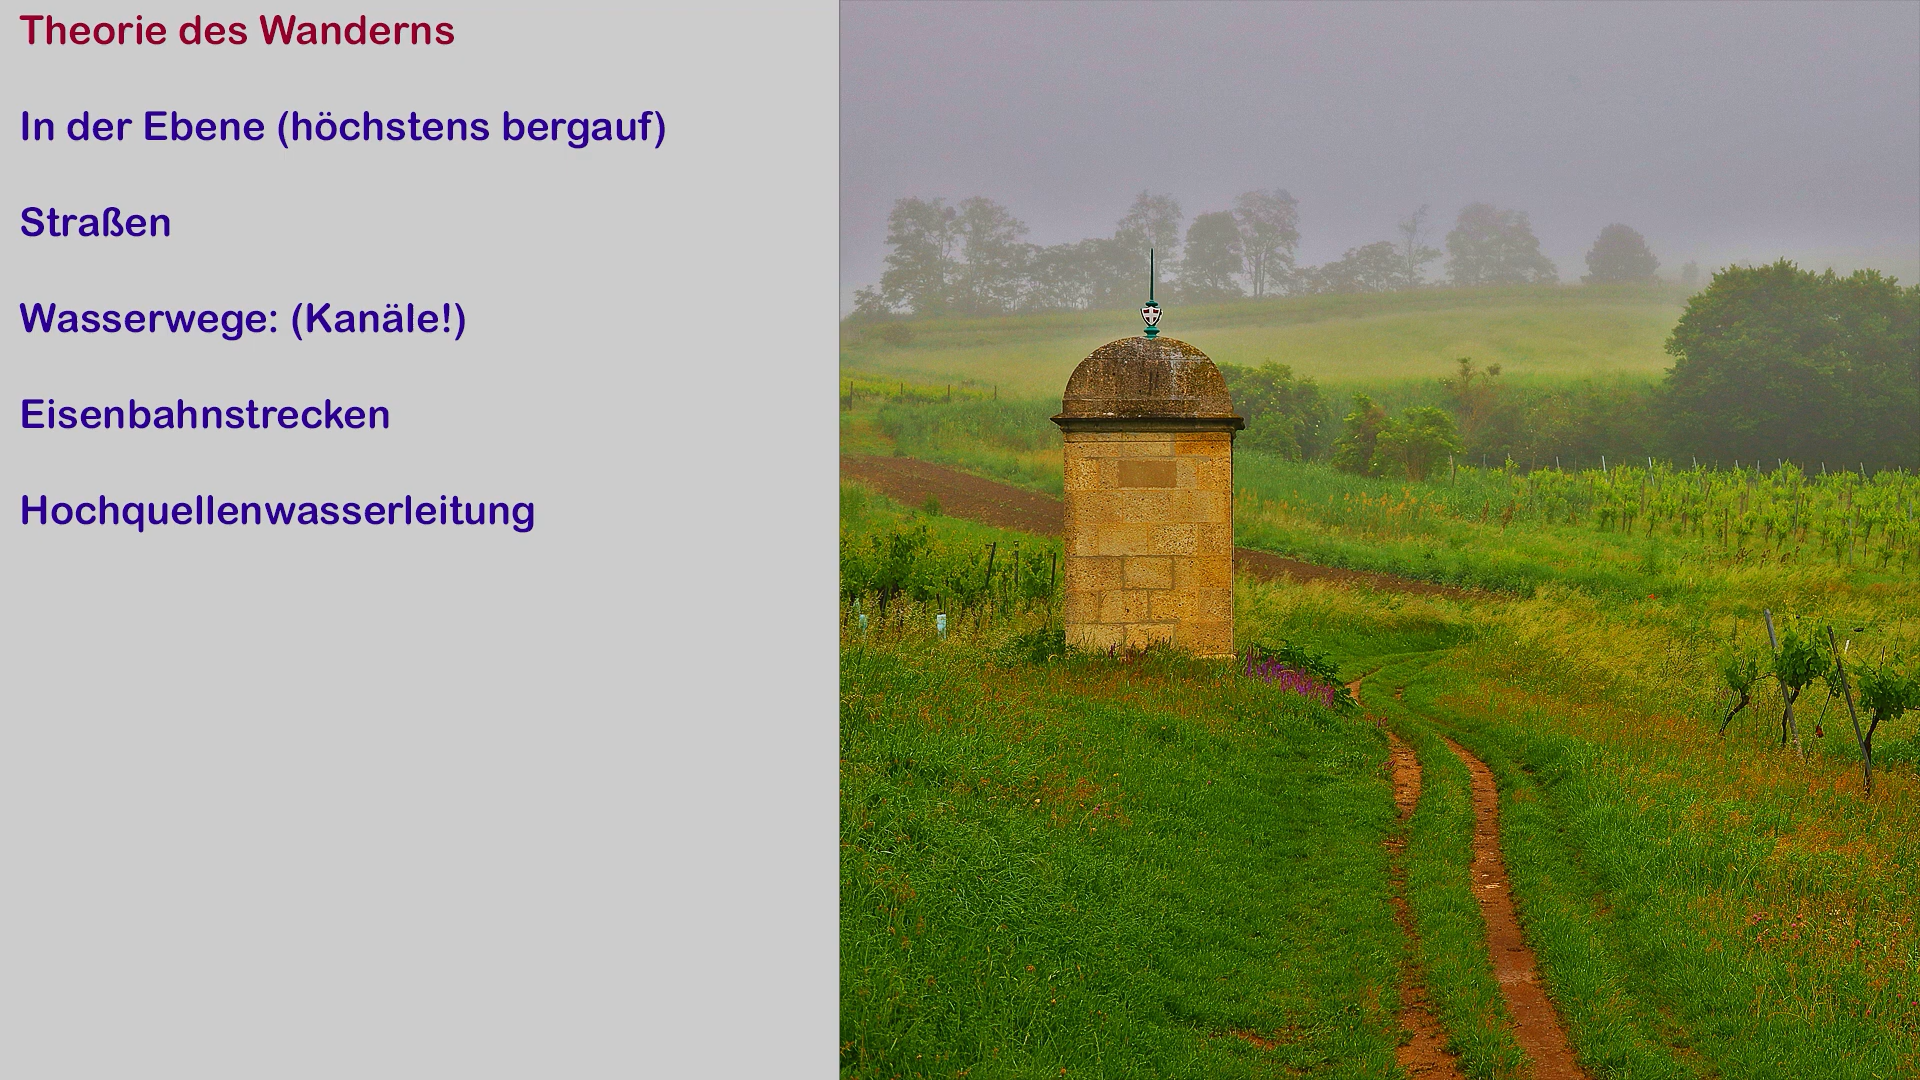 Theorie des Wanderns
In der Ebene (höchstens bergauf)
Straßen
Wasserwege: (Kanäle!)
Eisenbahnstrecken
Hochquellenwasserleitung